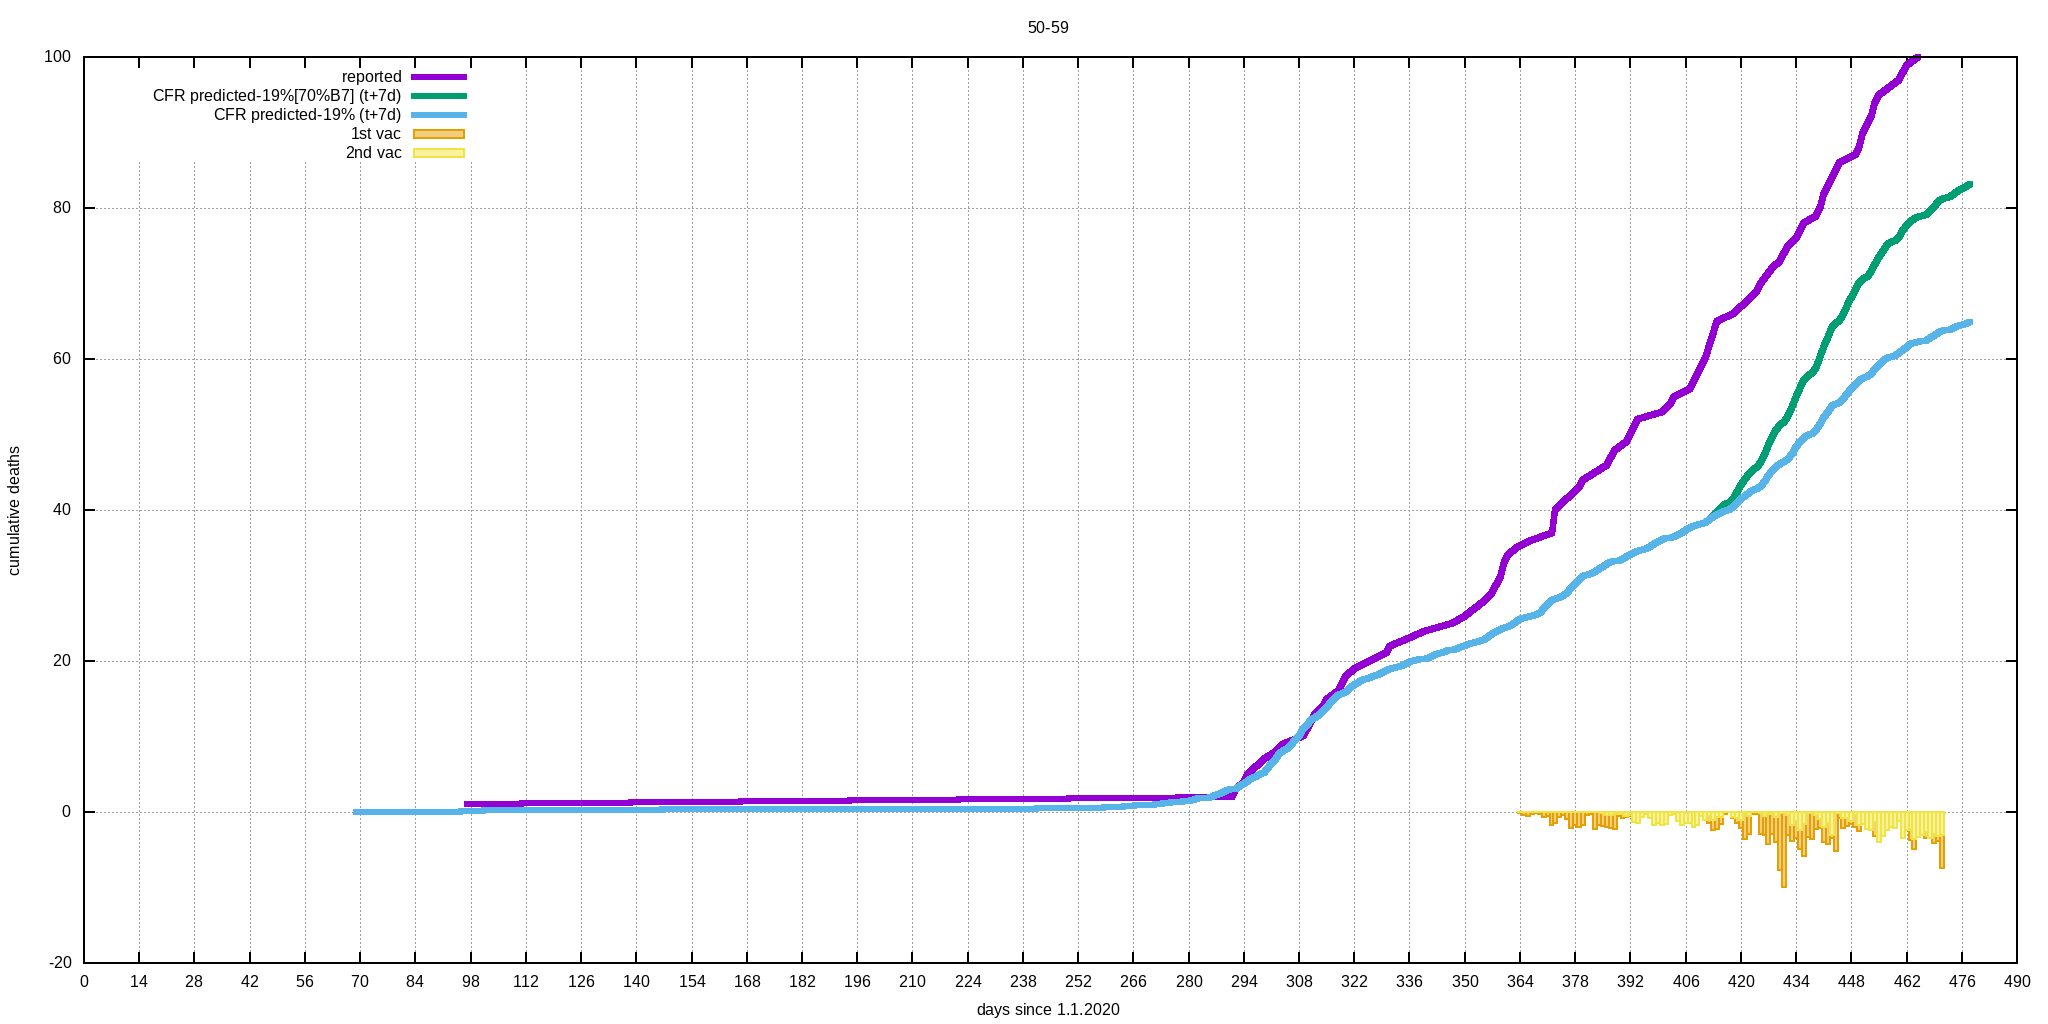 50-59
100
80
60
40
20
0
-20
reported
CFR predicted-19%[70%B7] (t+7d)
CFR predicted-19% (t+7d)
1st vac
2nd vac
cumulative deaths
0 14 28 42 56 70 84 98 112 126 140 154 168 182 196 210 224 238 252 266 280 294 308 322 336 350 364 378 392 406 420 434 448 462 476 490
days since 1.1.2020